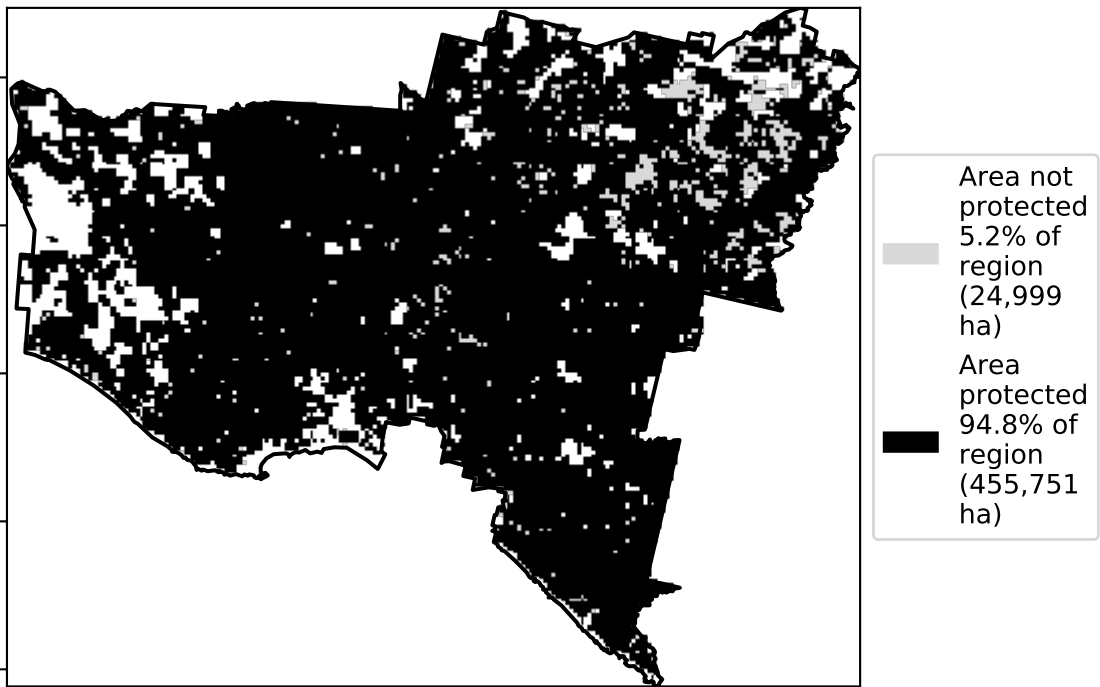 Area not
protected
5.2% of
region
(24,999
ha)
Area
protected
94.8% of
region
(455,751
ha)